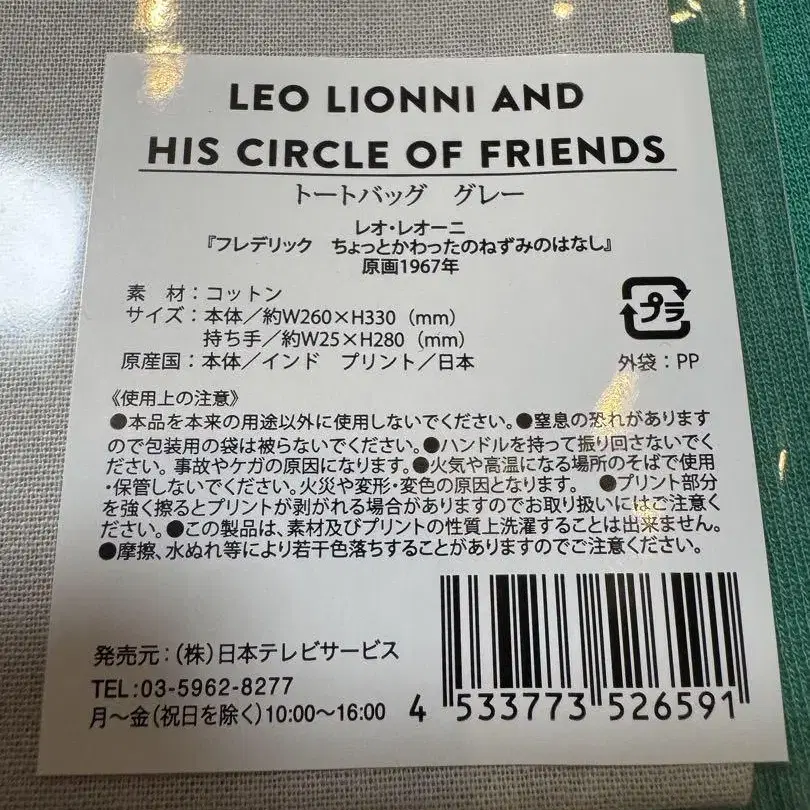 LEO LIONNI AND
HIS CIRCLE OF FRIENDS
トートバッグ　グレー
レオ・レオーニ
『フレデリック　ちょっとかわったのねずみのはなし』
原画1967年
素　材：コットン
サイズ：本体／約W260×H330（mm）
持ち手／約W25×H280（mm）
原産国：本体／インド　プリント／日本
プラ
外袋：PP
《使用上の注意》
●本品を本来の用途以外に使用しないでください。●窒息の恐れがあります
ので包装用の袋は被らないでください。●ハンドルを持って振り回さないでく
ださい。事故やケガの原因になります。●火気や高温になる場所のそばで使用
・保管しないでください。火災や変形・変色の原因となります。　●プリント部分
を強く擦るとプリントが剥がれる場合がありますのでお取り扱いにはご注意く
ださい。●この製品は、素材及びプリントの性質上洗濯することは出来ません。
●摩擦、水ぬれ等により若干色落ちすることがありますのでご注意ください。
発売元：（株）日本テレビサービス
TEL：03-5962-8277
月～金（祝日を除く）10:00～16:00
4 533773 526591